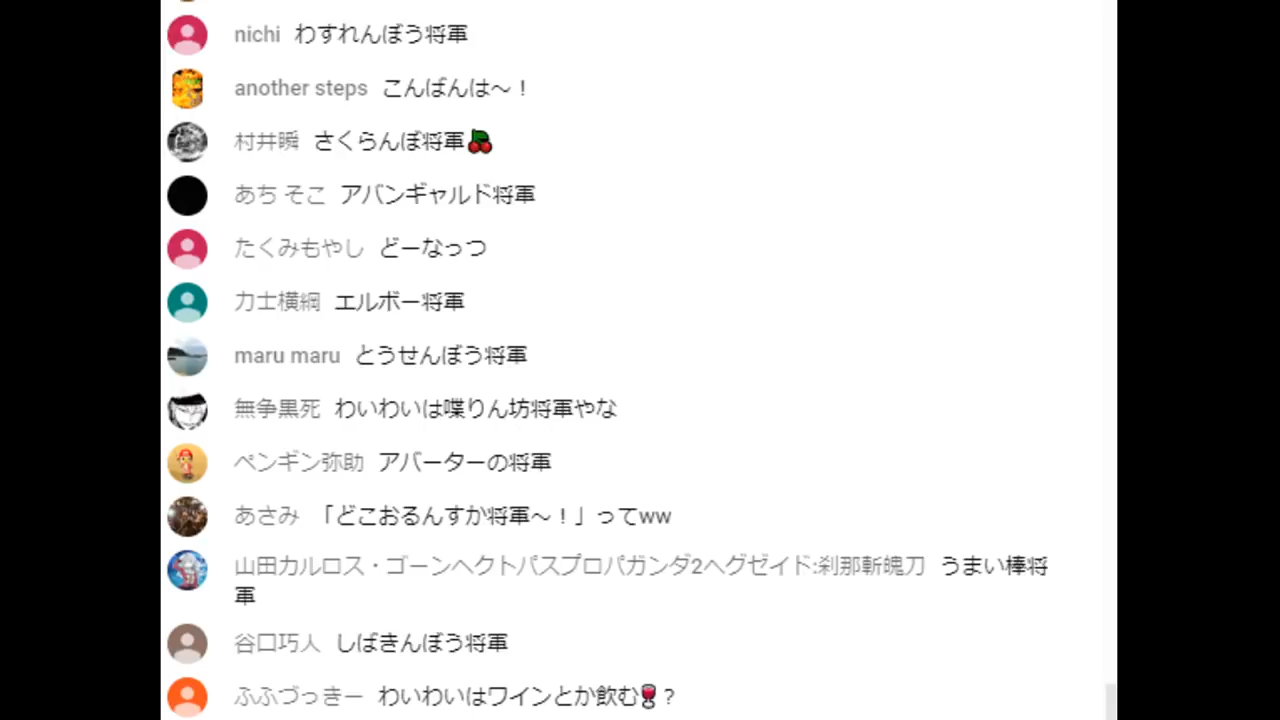 nichi わすれんぼう将軍
another steps こんばんは～！
村井瞬 さくらんぼ将軍🍒
あち そこ アバンギャルド将軍
たくみもやし どーなっつ
力士横綱 エルボー将軍
maru maru とうせんぼう将軍
無争黒死 わいわいは喋りん坊将軍やな
ペンギン弥助 アバーターの将軍
あさみ 「どこおるんすか将軍～！」ってww
山田カルロス・ゴーンヘクトパスプロパガンダ2ヘグゼイド:刹那斬魄刀 うまい棒将
軍
谷口巧人 しばきんぼう将軍
ふふづっきー わいわいはワインとか飲む🍷？